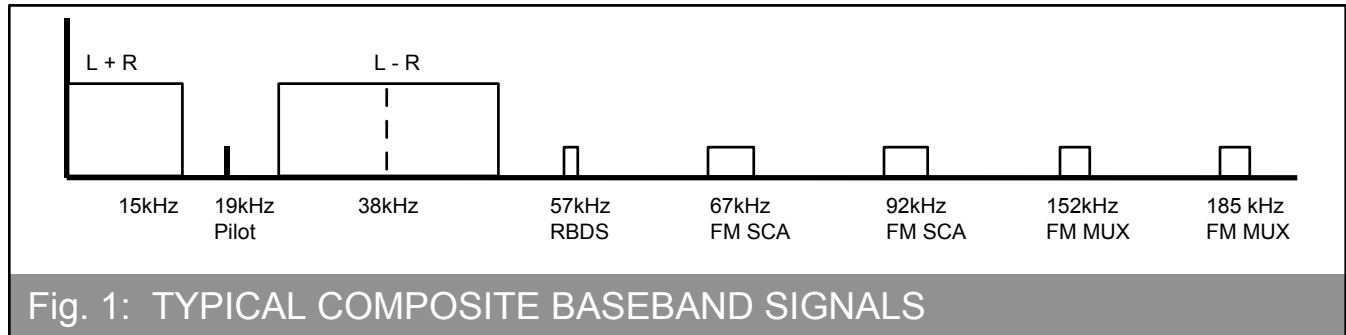 L + R
L - R
15kHz 19kHz 38kHz 57kHz 67kHz 92kHz 152kHz 185 kHz
Pilot RBDS FM SCA FM SCA FM MUX FM MUX
Fig. 1: TYPICAL COMPOSITE BASEBAND SIGNALS